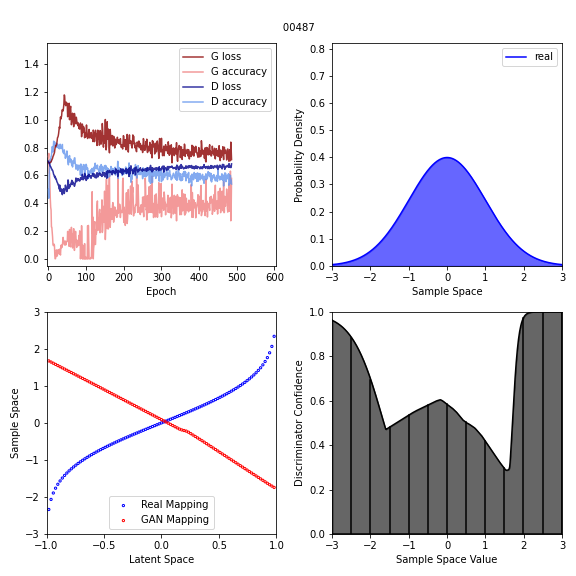 00487
1.4
1.2
1.0
0.8
0.6
0.4
0.2
0.0
0 100 200 300 400 500 600
Epoch
G loss
G accuracy
D loss
D accuracy
Probability Density
0.8
0.7
0.6
0.5
0.4
0.3
0.2
0.1
0.0
−3 −2 −1 0 1 2 3
Sample Space
real
Sample Space
3
2
1
0
−1
−2
−3
−1.0 −0.5 0.0 0.5 1.0
Latent Space
Real Mapping
GAN Mapping
Discriminator Confidence
1.0
0.8
0.6
0.4
0.2
0.0
−3 −2 −1 0 1 2 3
Sample Space Value